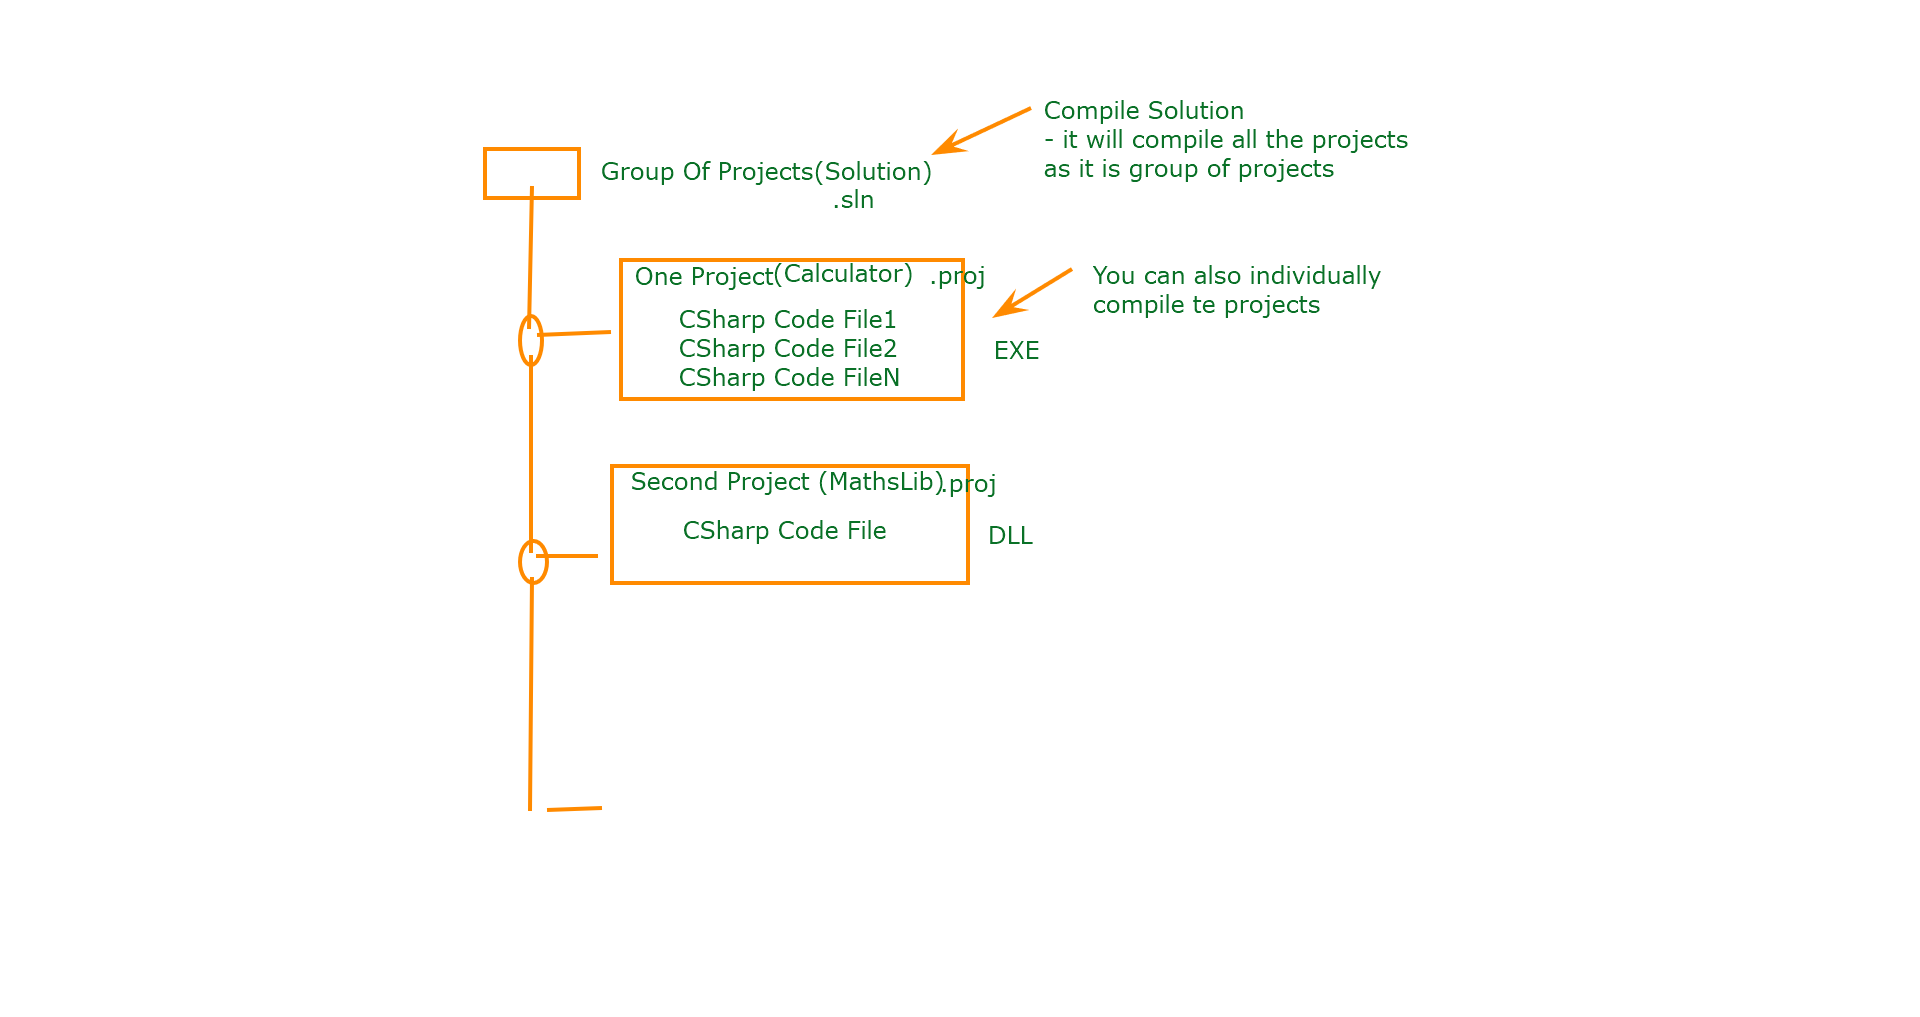 Compile Solution
- it will compile all the projects
as it is group of projects
Group Of Projects(Solution)
.sln
One Project(Calculator) .proj
CSharp Code File1
CSharp Code File2
CSharp Code FileN
You can also individually
compile te projects
EXE
Second Project (MathsLib).proj
CSharp Code File
DLL